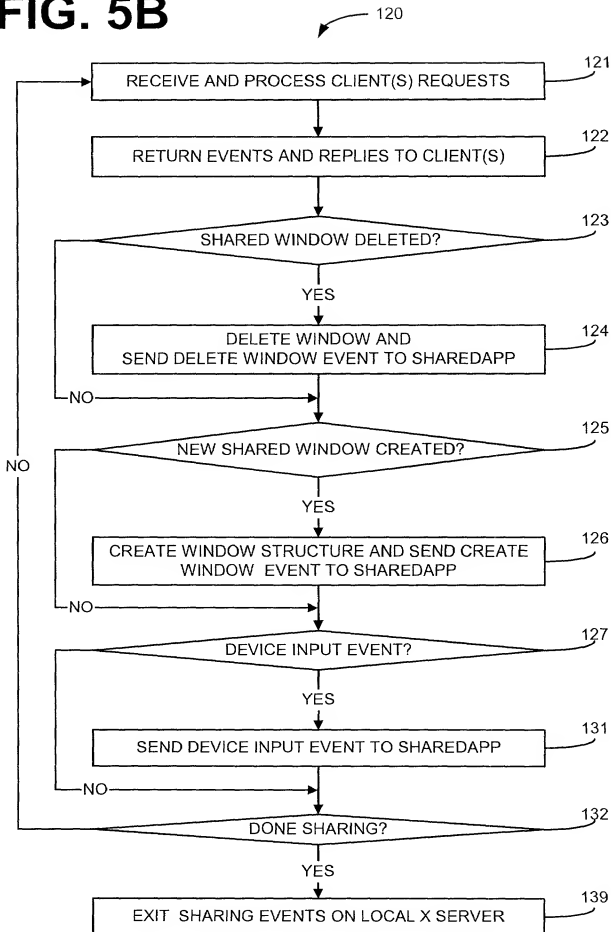 FIG. 5B
120
RECEIVE AND PROCESS CLIENT(S) REQUESTS
121
RETURN EVENTS AND REPLIES TO CLIENT(S)
122
SHARED WINDOW DELETED?
123
YES
DELETE WINDOW AND
SEND DELETE WINDOW EVENT TO SHAREDAPP
124
NO
NEW SHARED WINDOW CREATED?
125
NO
YES
CREATE WINDOW STRUCTURE AND SEND CREATE
WINDOW EVENT TO SHAREDAPP
126
NO
DEVICE INPUT EVENT?
127
YES
SEND DEVICE INPUT EVENT TO SHAREDAPP
131
NO
DONE SHARING?
132
YES
EXIT SHARING EVENTS ON LOCAL X SERVER
139